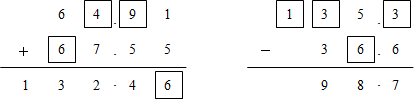 6 4 . 9 1
+ 6 7 . 5 5
1 3 2 . 4 6
1 3 5 . 3
− 3 6 . 6
9 8 . 7